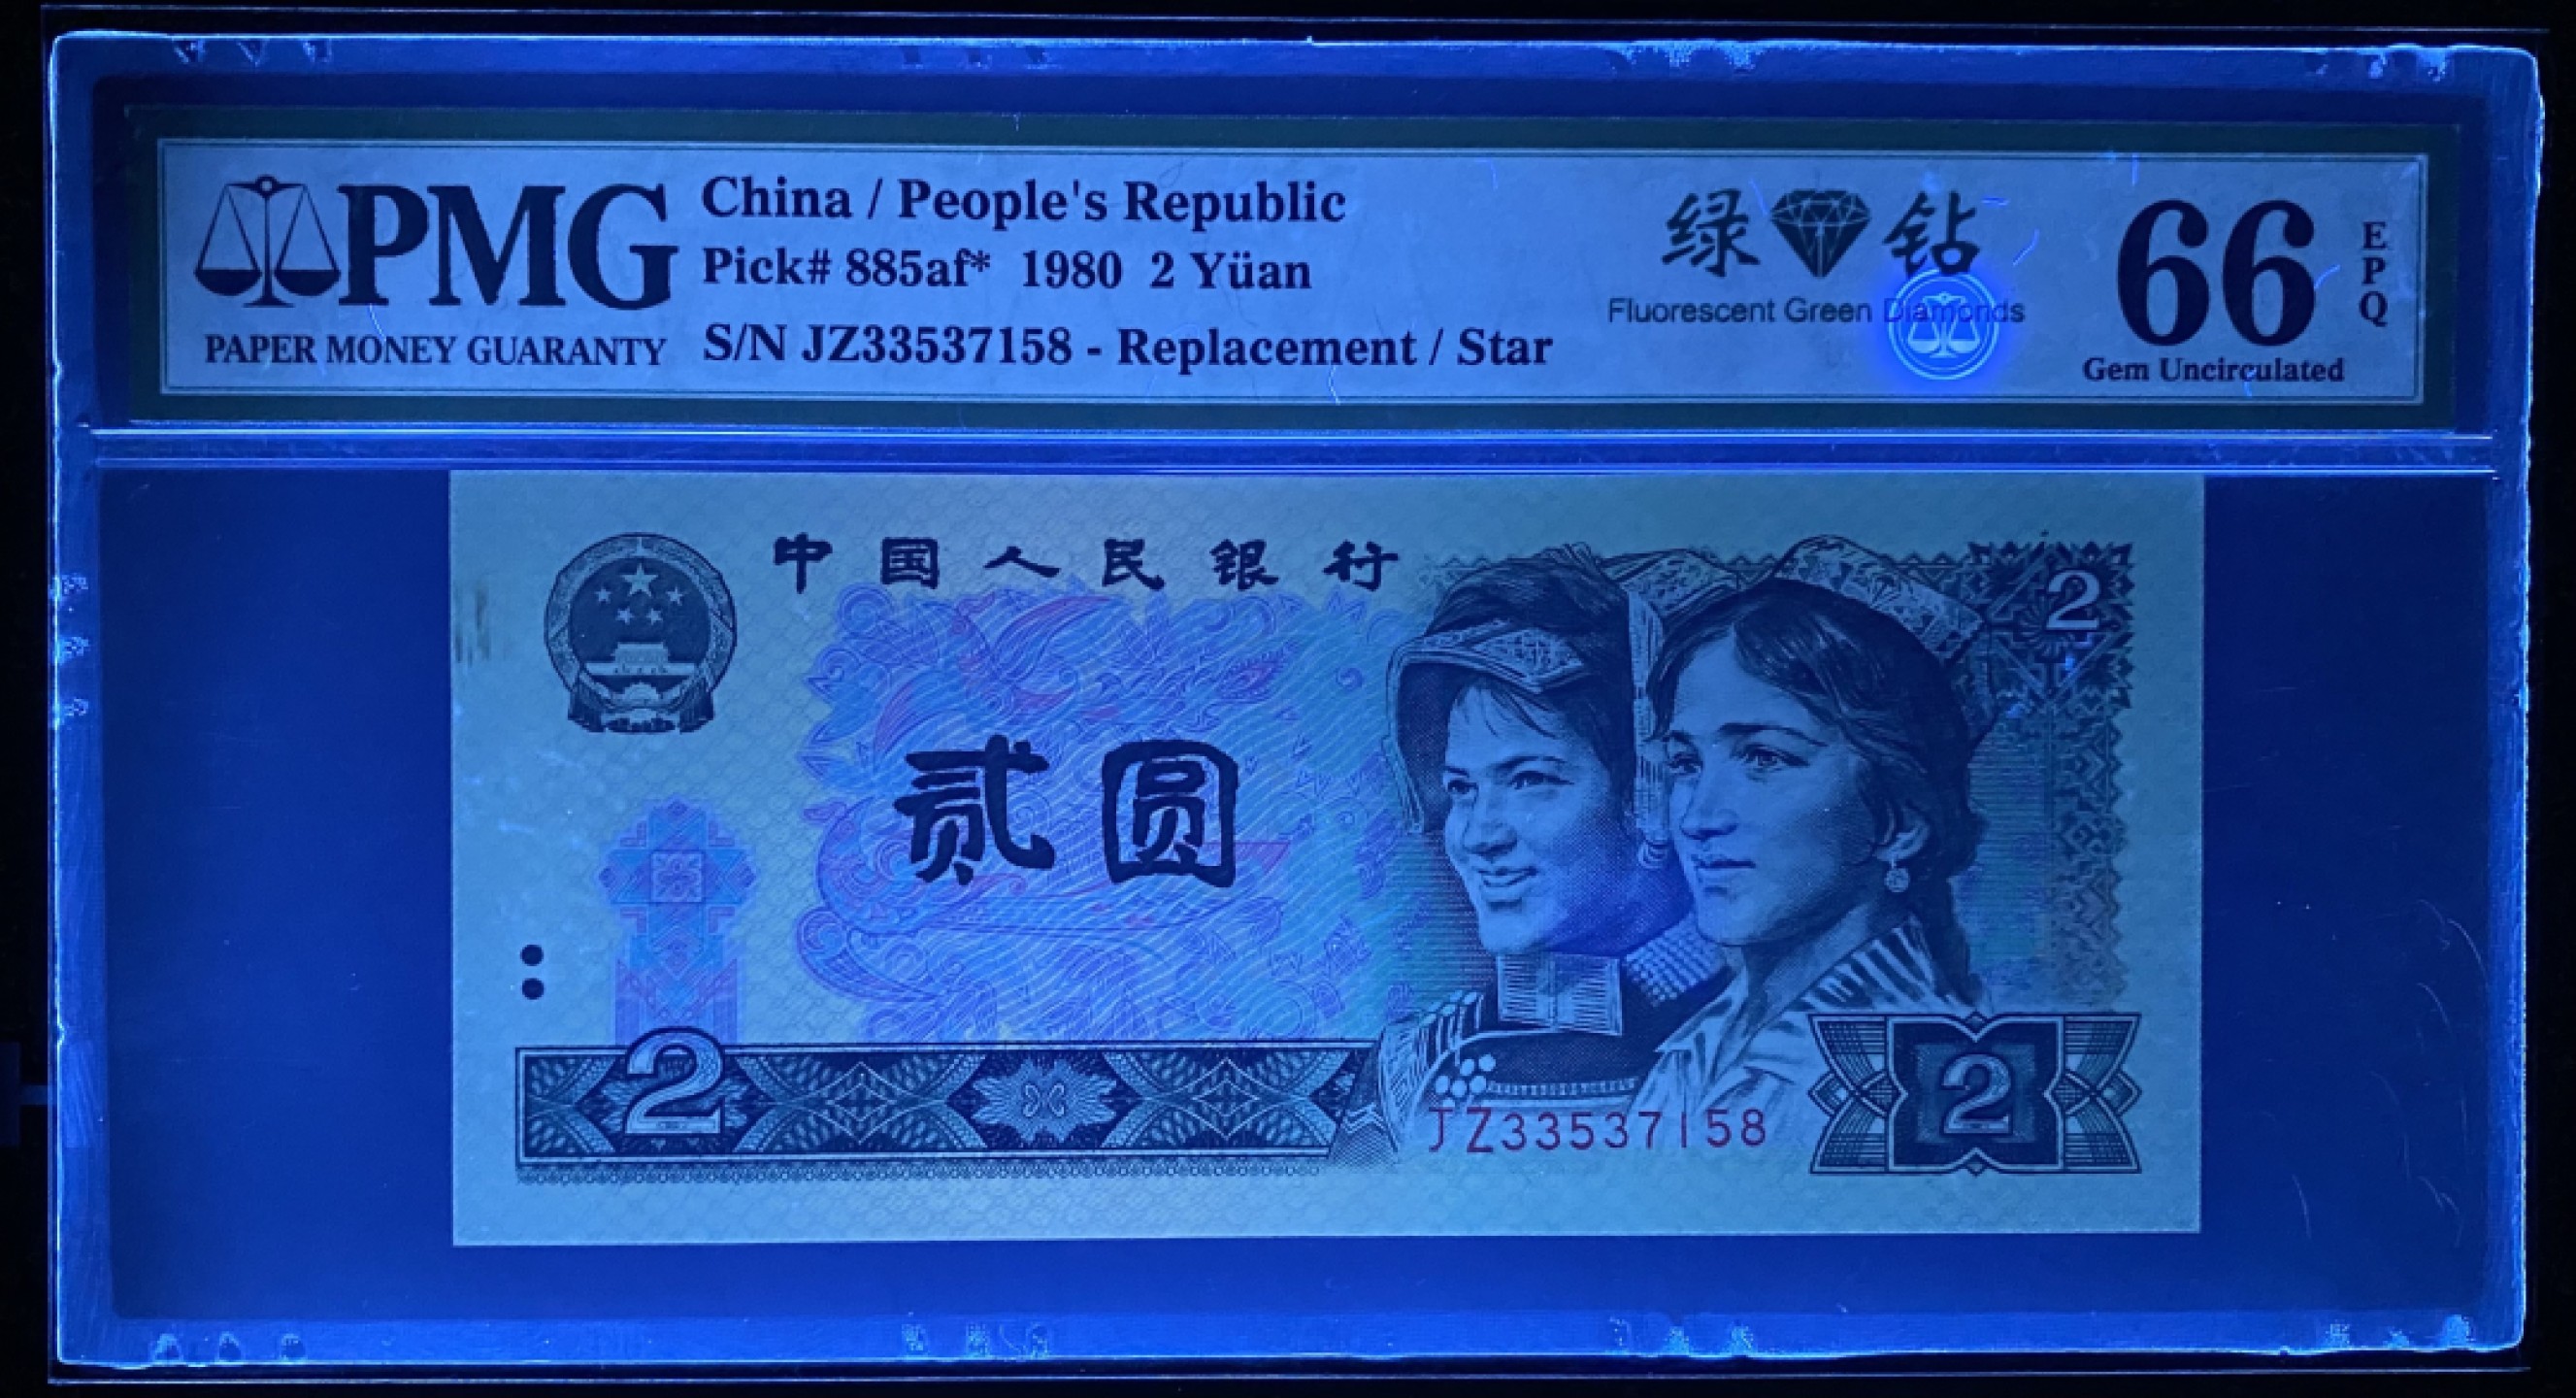 PMG
PAPER MONEY GUARANTY
China / People's Republic
Pick# 885af* 1980 2 Yüan
S/N JZ33537158 - Replacement / Star
绿 钻
Fluorescent Green Diamonds
66
EPQ
Gem Uncirculated
中国人民银行
2
贰圆
2
JZ33537158
2